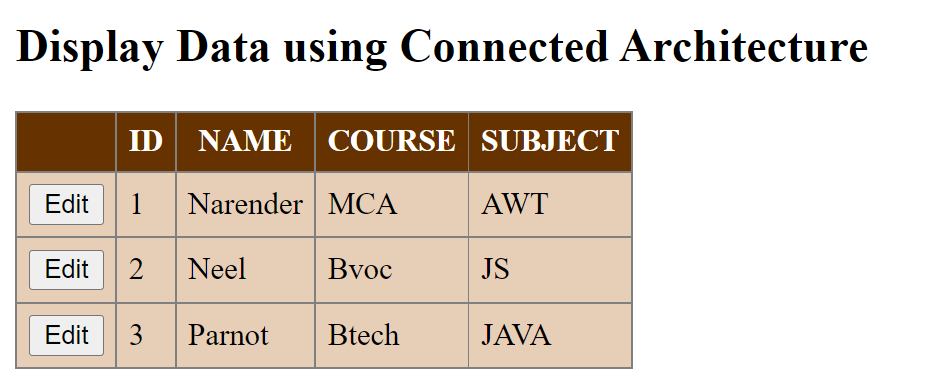 Display Data using Connected Architecture
ID NAME COURSE SUBJECT
Edit 1 Narender MCA AWT
Edit 2 Neel Bvoc JS
Edit 3 Parnot Btech JAVA